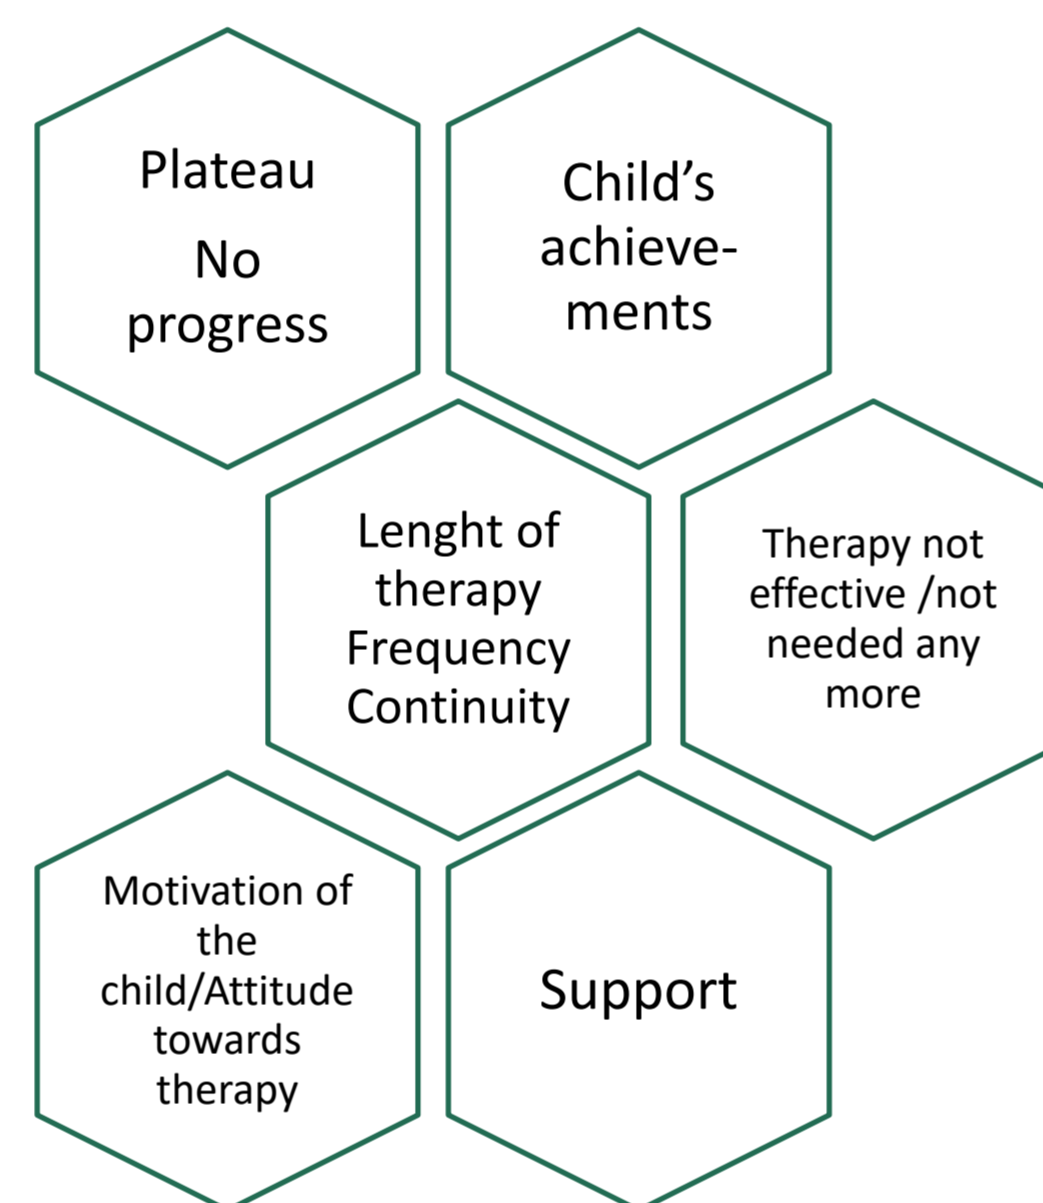 Plateau
No
progress
Child’s
achieve-
ments
Lenght of
therapy
Frequency
Continuity
Therapy not
effective /not
needed any
more
Motivation of
the
child/Attitude
towards
therapy
Support